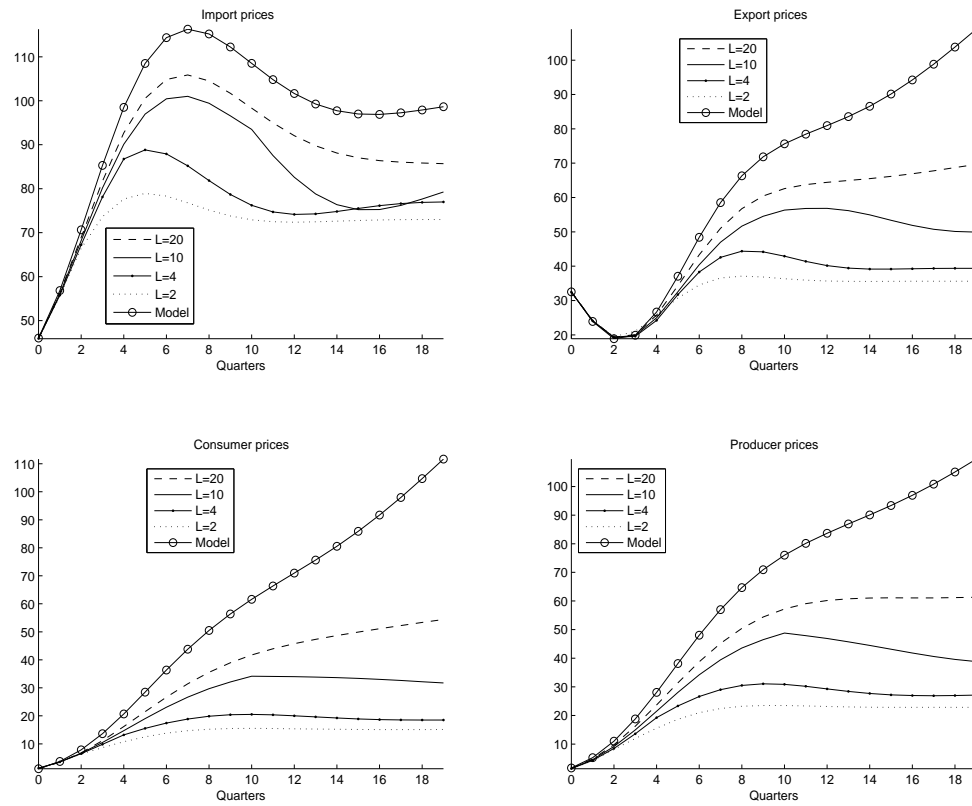 Import prices
110
100
90
80
70
60
50
0 2 4 6 8 10 12 14 16 18
Quarters
L=20
L=10
L=4
L=2
Model
Export prices
100
90
80
70
60
50
40
30
20
0 2 4 6 8 10 12 14 16 18
Quarters
L=20
L=10
L=4
L=2
Model
Consumer prices
110
100
90
80
70
60
50
40
30
20
10
0 2 4 6 8 10 12 14 16 18
Quarters
L=20
L=10
L=4
L=2
Model
Producer prices
100
90
80
70
60
50
40
30
20
10
0 2 4 6 8 10 12 14 16 18
Quarters
L=20
L=10
L=4
L=2
Model